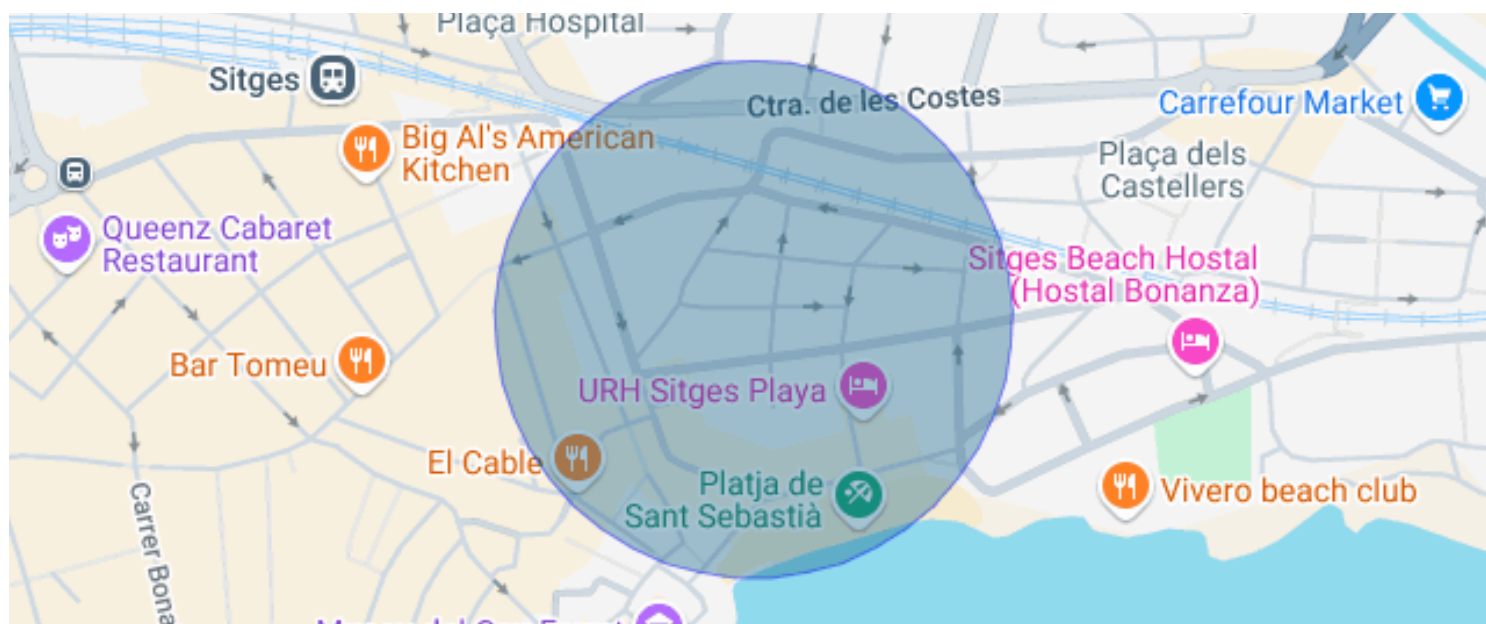 Plaça Hospital
Sitges
Ctra. de les Costes
Carrefour Market
Big Al's American
Kitchen
Plaça dels
Castellers
Queenz Cabaret
Restaurant
Sitges Beach Hostal
(Hostal Bonanza)
Bar Tomeu
URH Sitges Playa
El Cable
Platja de
Sant Sebastià
Vivero beach club
Carrer Bona